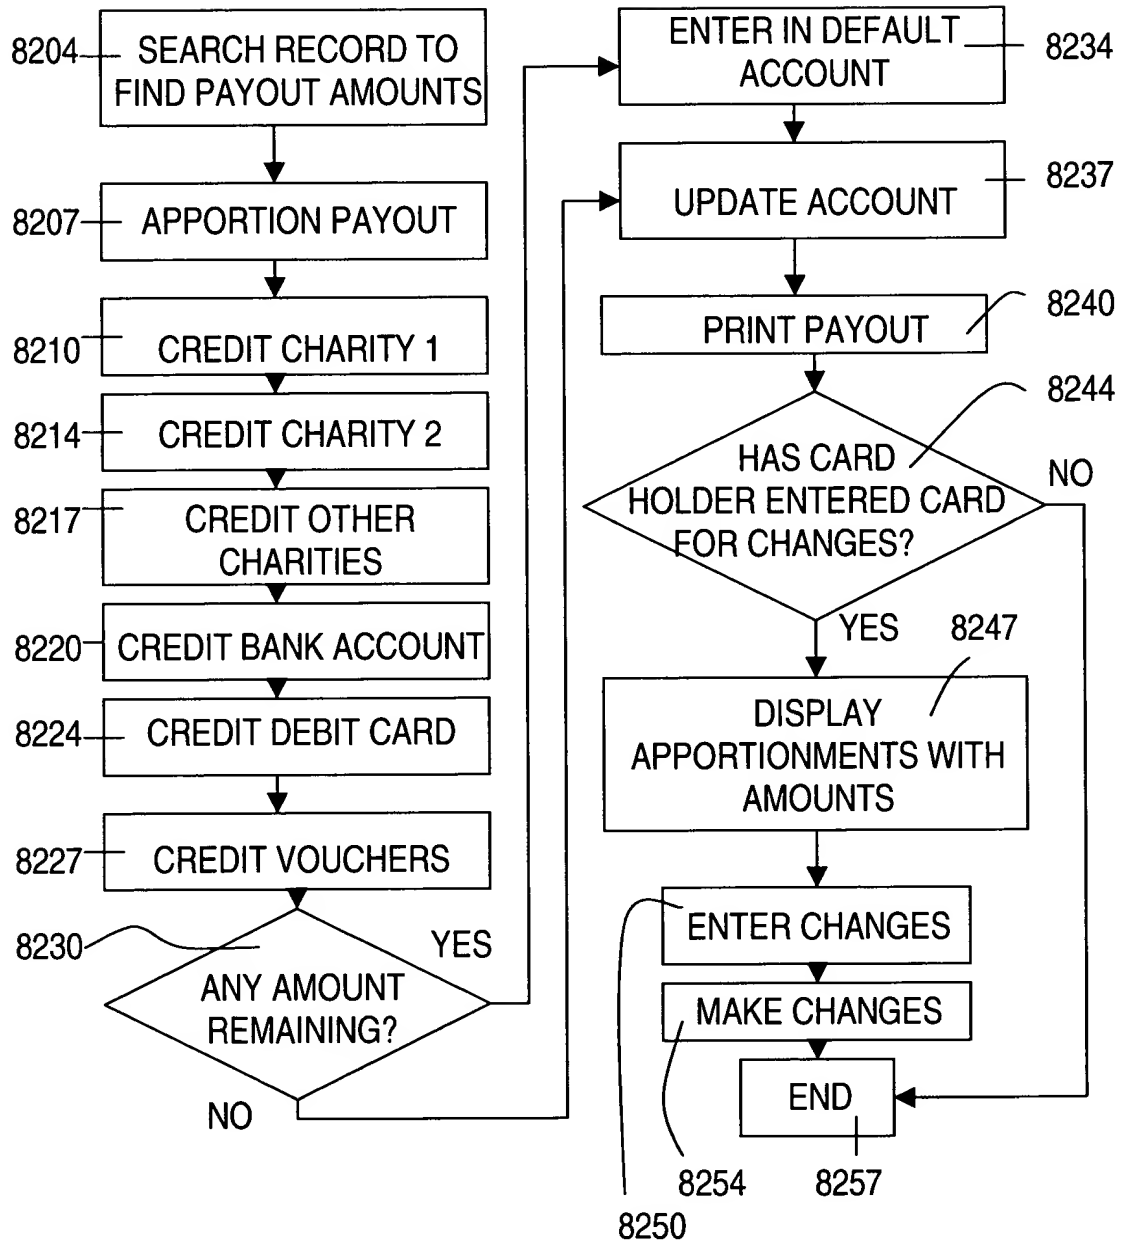 8204
SEARCH RECORD TO
FIND PAYOUT AMOUNTS
8207
APPORTION PAYOUT
8210
CREDIT CHARITY 1
8214
CREDIT CHARITY 2
8217
CREDIT OTHER
CHARITIES
8220
CREDIT BANK ACCOUNT
8224
CREDIT DEBIT CARD
8227
CREDIT VOUCHERS
8230
YES
ANY AMOUNT
REMAINING?
NO
ENTER IN DEFAULT
ACCOUNT
8234
8237
UPDATE ACCOUNT
8240
PRINT PAYOUT
8244
HAS CARD
HOLDER ENTERED CARD
FOR CHANGES?
NO
YES
8247
DISPLAY
APPORTIONMENTS WITH
AMOUNTS
ENTER CHANGES
MAKE CHANGES
END
8254
8257
8250